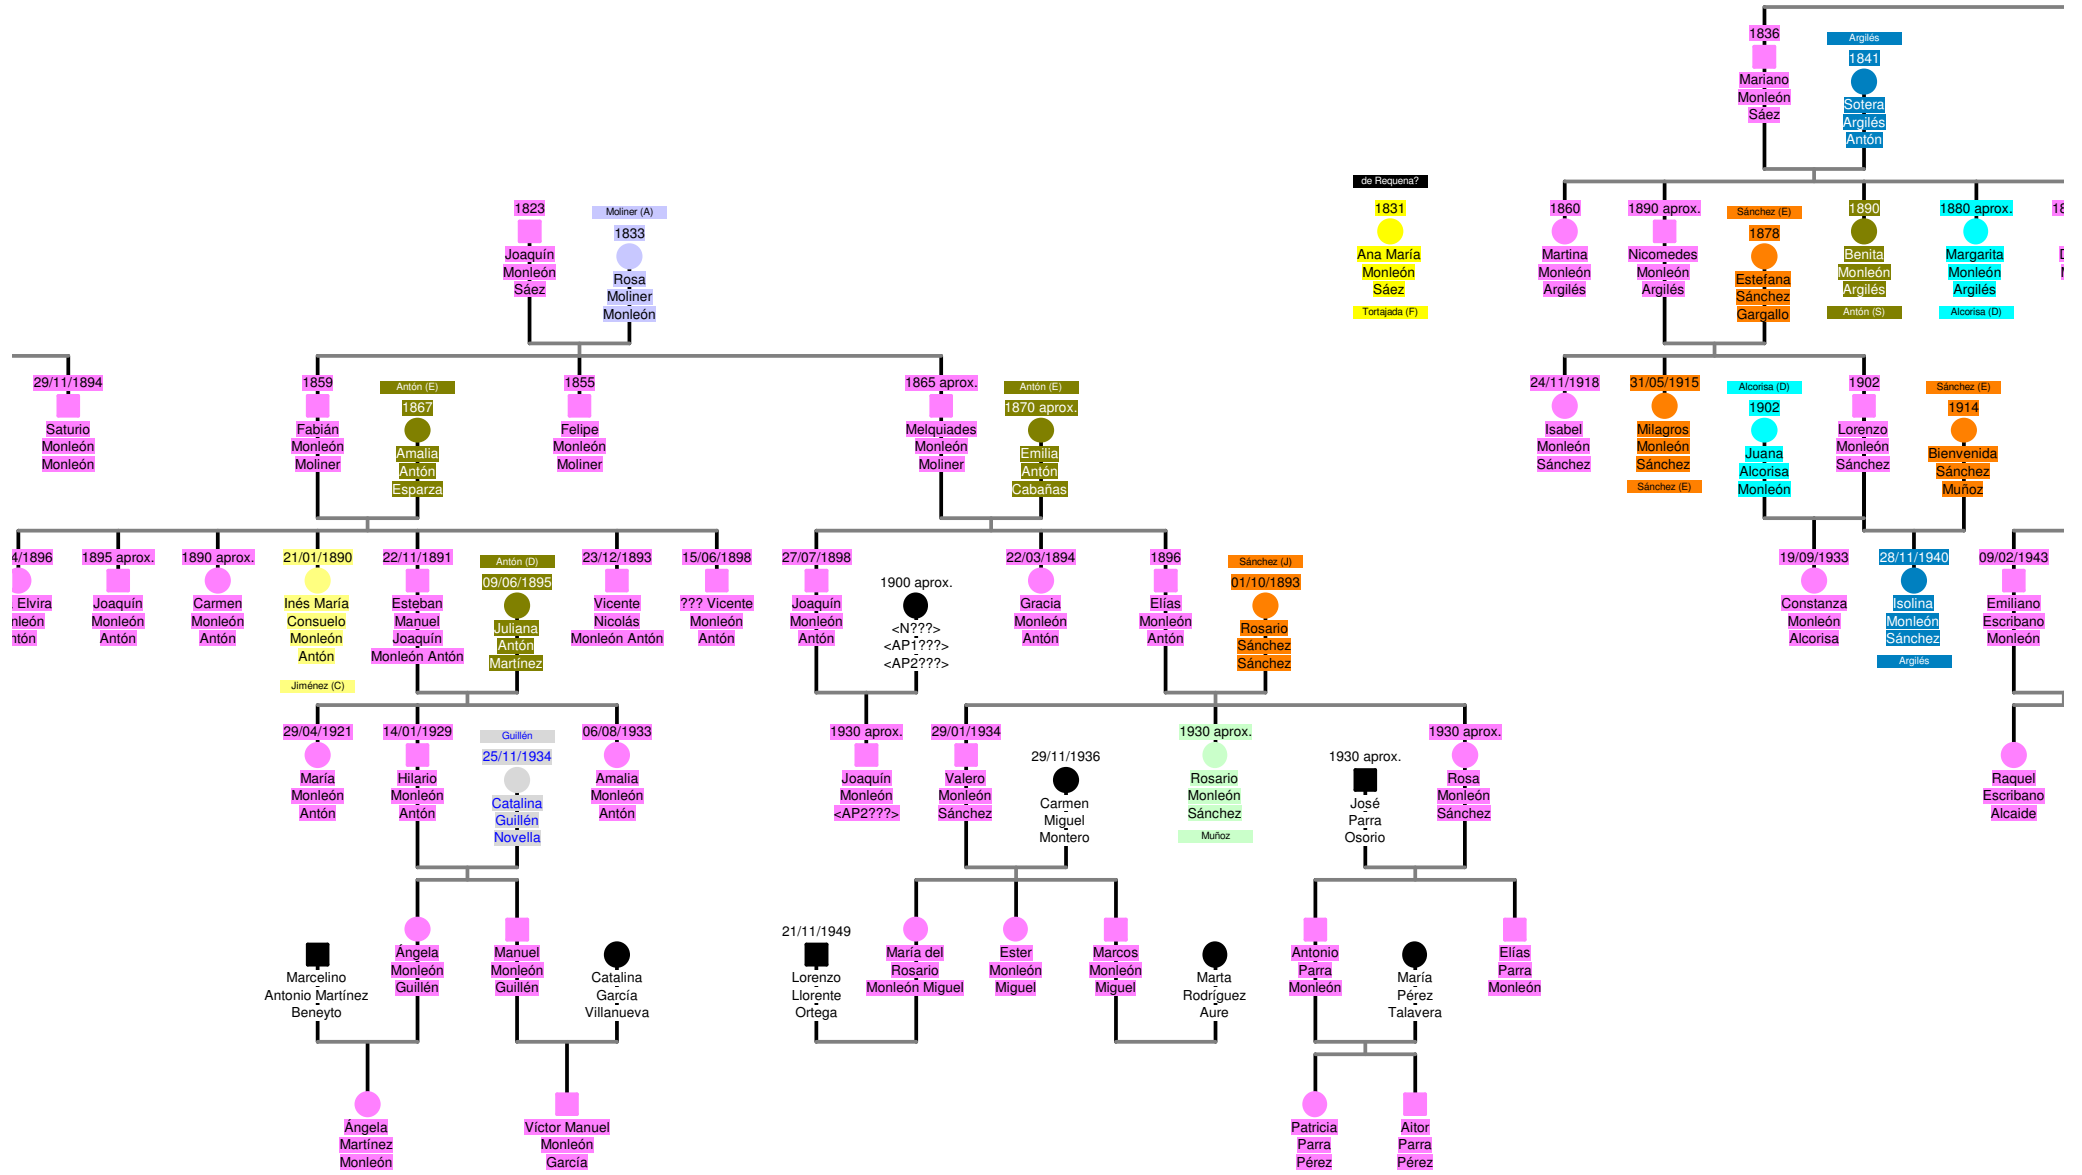 1836
Mariano
Monleón
Sáez
Argilés
1841
Sotera
Argilés
Antón
1823
Joaquín
Monleón
Sáez
Moliner (A)
1833
Rosa
Moliner
Monleón
de Requena?
1831
Ana María
Monleón
Sáez
Tortajada (F)
1860
Martina
Monleón
Argilés
1890 aprox.
Nicomedes
Monleón
Argilés
Sánchez (E)
1878
Estefana
Sánchez
Gargallo
1890
Benita
Monleón
Argilés
Antón (S)
1880 aprox.
Margarita
Monleón
Argilés
Alcorisa (D)
29/11/1894
Saturio
Monleón
Monleón
1859
Fabián
Monleón
Moliner
Antón (E)
1867
Amalia
Antón
Esparza
1855
Felipe
Monleón
Moliner
1865 aprox.
Melquiades
Monleón
Moliner
Antón (E)
1870 aprox.
Emilia
Antón
Cabañas
24/11/1918
Isabel
Monleón
Sánchez
31/05/1915
Milagros
Monleón
Sánchez
Sánchez (E)
Alcorisa (D)
1902
Juana
Alcorisa
Monleón
1902
Lorenzo
Monleón
Sánchez
Sánchez (E)
1914
Bienvenida
Sánchez
Muñoz
4/1896
Elvira
nleón
ntón
1895 aprox.
Joaquín
Monleón
Antón
1890 aprox.
Carmen
Monleón
Antón
21/01/1890
Inés María
Consuelo
Monleón
Antón
Jiménez (C)
22/11/1891
Esteban
Manuel
Joaquín
Monleón Antón
Antón (D)
09/06/1895
Juliana
Antón
Martínez
23/12/1893
Vicente
Nicolás
Monleón Antón
15/06/1898
??? Vicente
Monleón
Antón
27/07/1898
Joaquín
Monleón
Antón
1900 aprox.
<N???>
<AP1???>
<AP2???>
22/03/1894
Gracia
Monleón
Antón
1896
Elías
Monleón
Antón
Sánchez (J)
01/10/1893
Rosario
Sánchez
Sánchez
19/09/1933
Constanza
Monleón
Alcorisa
28/11/1940
Isolina
Monleón
Sánchez
Argilés
09/02/1943
Emiliano
Escribano
Monleón
29/04/1921
María
Monleón
Antón
14/01/1929
Hilario
Monleón
Antón
Guillén
25/11/1934
Catalina
Guillén
Novella
06/08/1933
Amalia
Monleón
Antón
1930 aprox.
Joaquín
Monleón
<AP2???>
29/01/1934
Valero
Monleón
Sánchez
29/11/1936
Carmen
Miguel
Montero
1930 aprox.
Rosario
Monleón
Sánchez
Muñoz
1930 aprox.
José
Parra
Osorio
1930 aprox.
Rosa
Monleón
Sánchez
Raquel
Escribano
Alcaide
Marcelino
Antonio Martínez
Beneyto
Ángela
Monleón
Guillén
Manuel
Monleón
Guillén
Catalina
García
Villanueva
21/11/1949
Lorenzo
Llorente
Ortega
María del
Rosario
Monleón Miguel
Ester
Monleón
Miguel
Marcos
Monleón
Miguel
Marta
Rodríguez
Aure
Antonio
Parra
Monleón
María
Pérez
Talavera
Elías
Parra
Monleón
Ángela
Martínez
Monleón
Víctor Manuel
Monleón
García
Patricia
Parra
Pérez
Aitor
Parra
Pérez